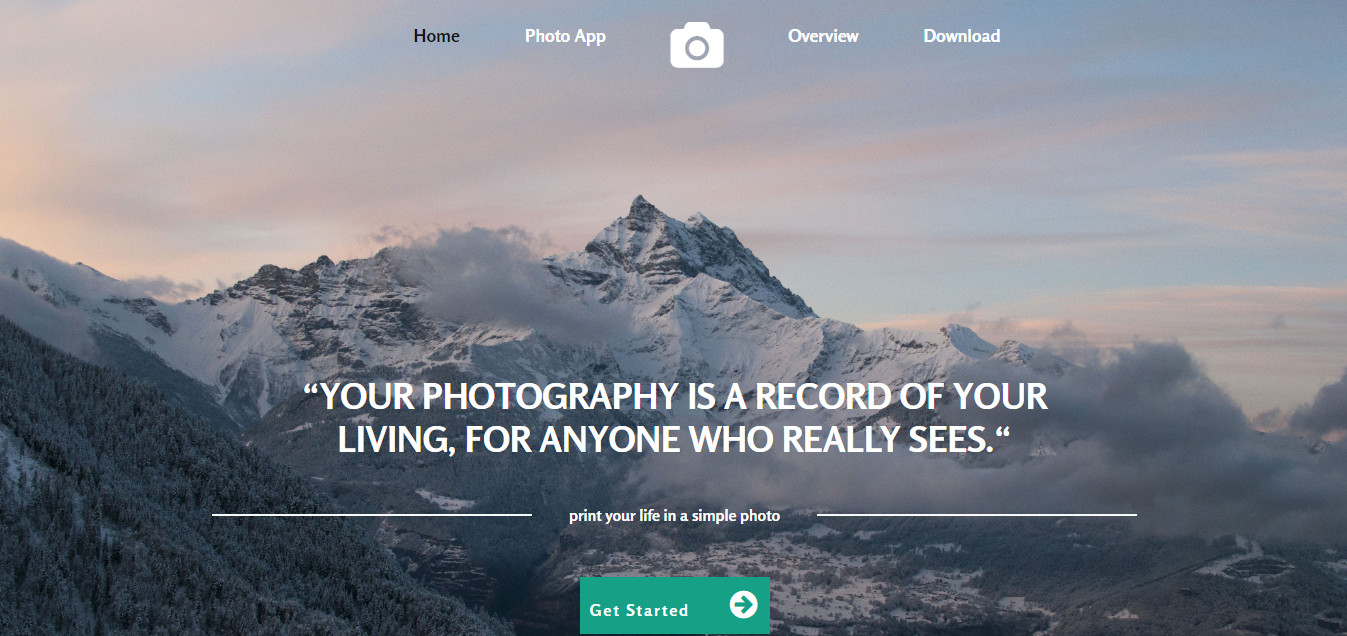 Home Photo App Overview Download
“YOUR PHOTOGRAPHY IS A RECORD OF YOUR
LIVING, FOR ANYONE WHO REALLY SEES.“
print your life in a simple photo
Get Started